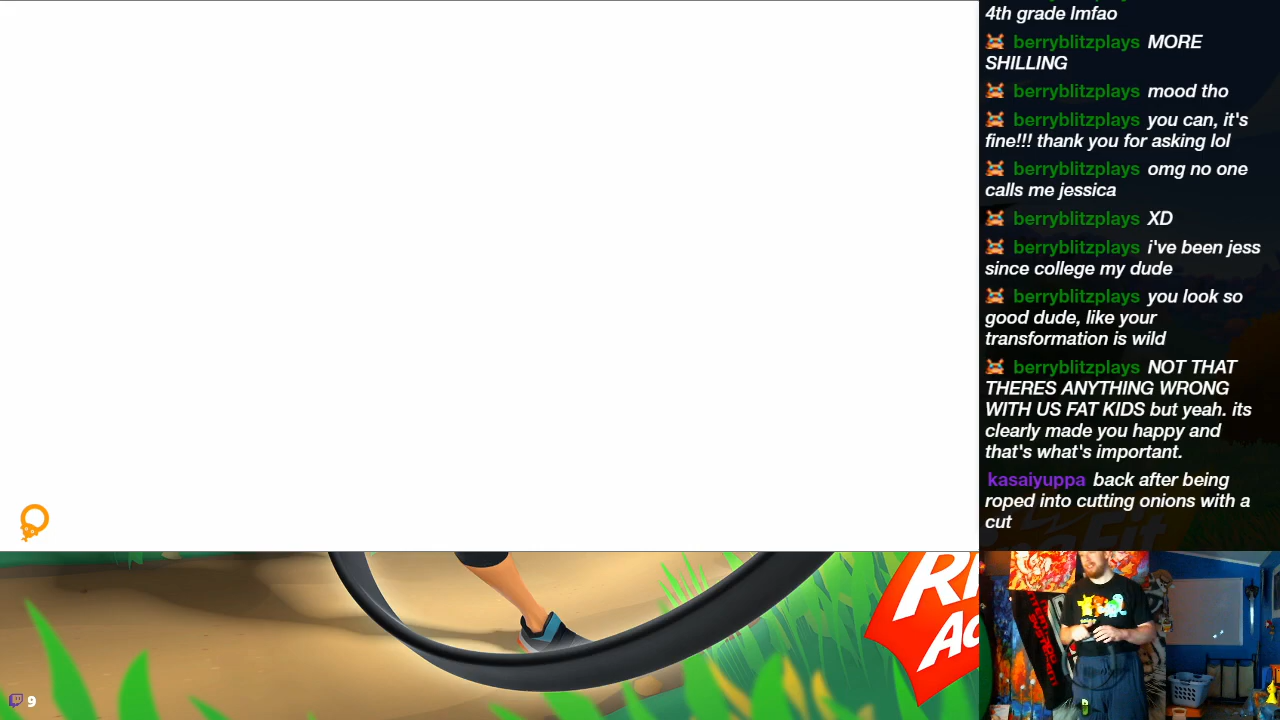 4th grade lmfao
berryblitzplays MORE
SHILLING
berryblitzplays mood tho
berryblitzplays you can, it's
fine!!! thank you for asking lol
berryblitzplays omg no one
calls me jessica
berryblitzplays XD
berryblitzplays i've been jess
since college my dude
berryblitzplays you look so
good dude, like your
transformation is wild
berryblitzplays NOT THAT
THERES ANYTHING WRONG
WITH US FAT KIDS but yeah. its
clearly made you happy and
that's what's important.
kasaiyuppa back after being
roped into cutting onions with a
cut
9